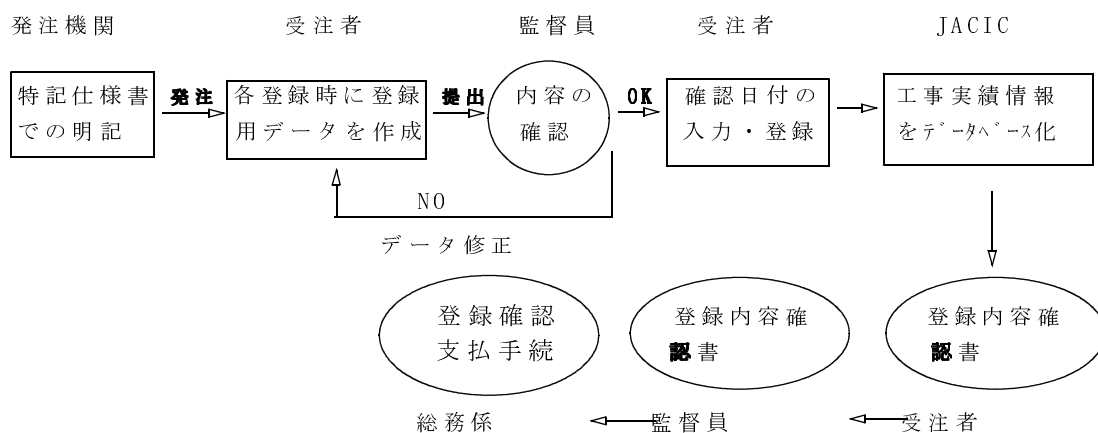 発注機関 受注者 監督員 受注者 JACIC
特記仕様書
での明記
発注
各登録時に登録
用データを作成
提出
内容の
確認
OK
確認日付の
入力・登録
工事実績情報
をデータベース化
NO
データ修正
登録確認
支払手続
登録内容確
認書
登録内容確
認書
総務係 監督員 受注者